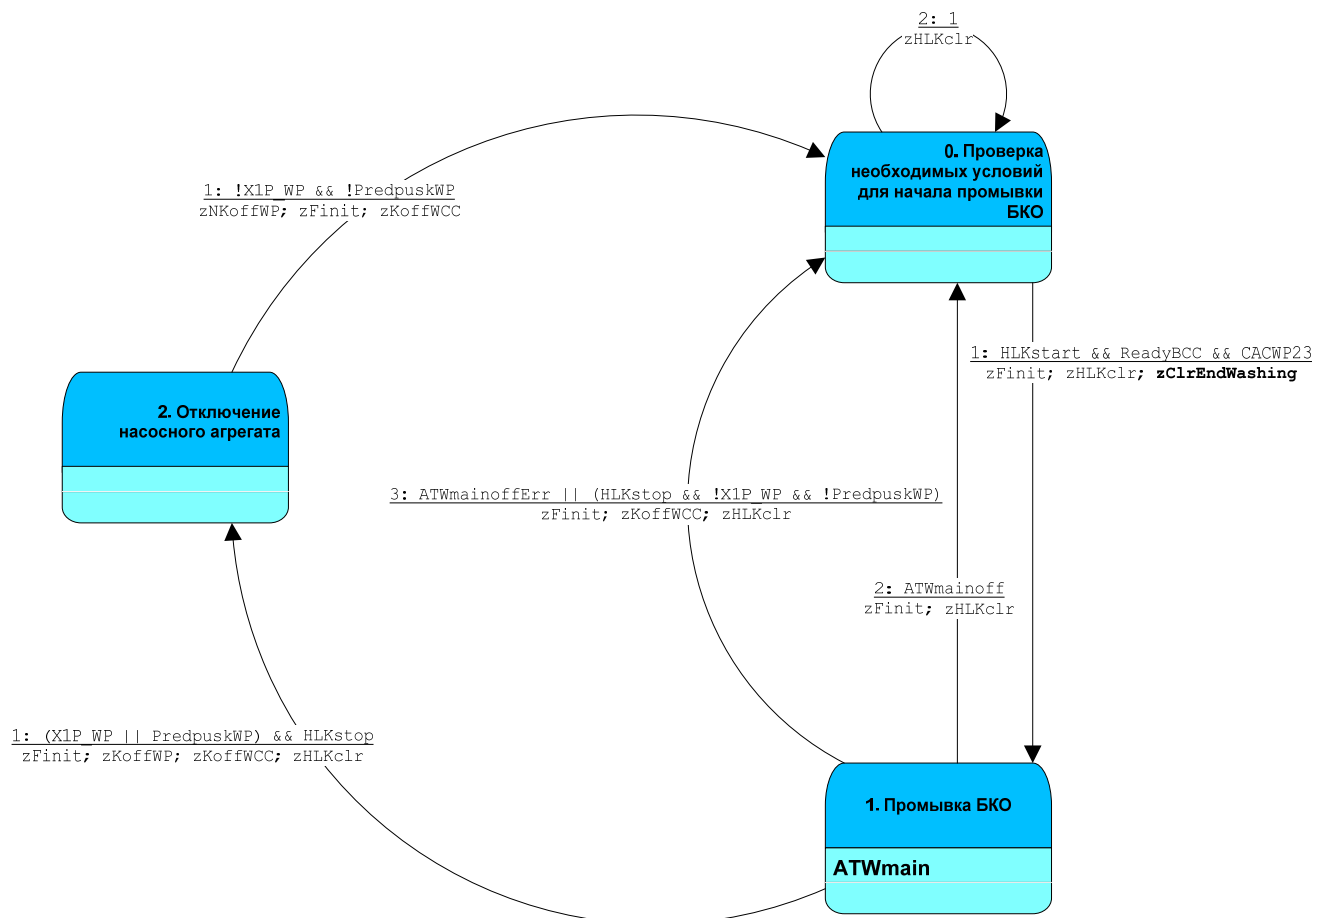 2: 1
zHLKclr
0. Проверка
необходимых условий
для начала промывки
БКО
1: !X1P_WP && !PredpuskWP
zNKoffWP; zFinit; zKoffWCC
1: HLKstart && ReadyBCC && CACWP23
zFinit; zHLKclr; zClrEndWashing
2. Отключение
насосного агрегата
3: ATWmainoffErr || (HLKstop && !X1P_WP && !PredpuskWP)
zFinit; zKoffWCC; zHLKclr
2: ATWmainoff
zFinit; zHLKclr
1: (X1P_WP || PredpuskWP) && HLKstop
zFinit; zKoffWP; zKoffWCC; zHLKclr
1. Промывка БКО
ATWmain